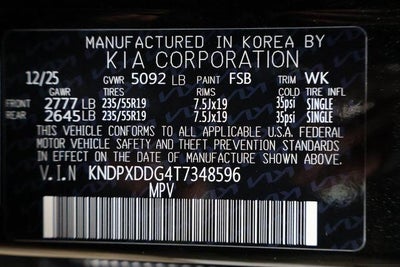 MANUFACTURED IN KOREA BY
KIA CORPORATION
12/25 GVWR 5092 LB PAINT FSB TRIM WK
GAWR TIRES RIMS COLD TIRE INFL
FRONT 2777 LB 235/55R19 7.5Jx19 35psi SINGLE
REAR 2645 LB 235/55R19 7.5Jx19 35psi SINGLE
THIS VEHICLE CONFORMS TO ALL APPLICABLE U.S.A. FEDERAL
MOTOR VEHICLE SAFETY AND THEFT PREVENTION STANDARDS
IN EFFECT ON THE DATE OF MANUFACTURE SHOWN ABOVE.
V.I.N KNDPXDDG4T7348596
MPV